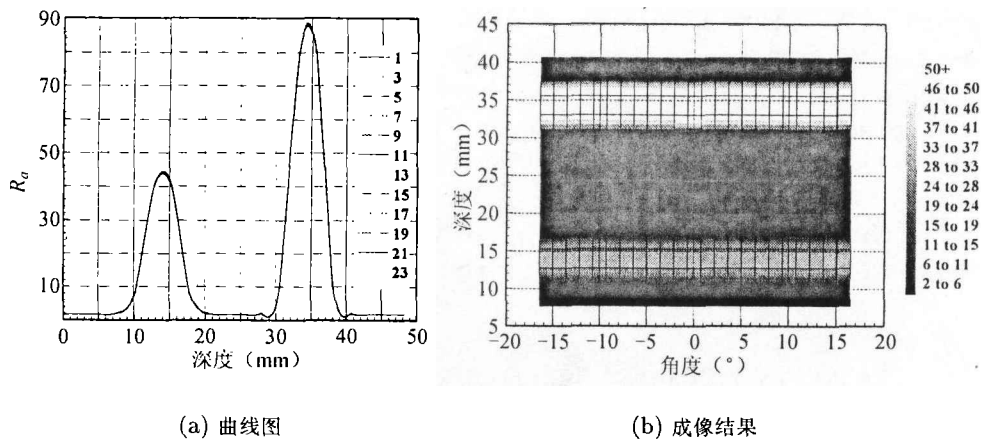 90
70
50
30
10
R_a
0 10 20 30 40 50
深度（mm）
1
3
5
7
9
11
13
15
17
19
21
23
(a) 曲线图
45
40
35
30
25
20
15
10
5
深度（mm）
−20 −15 −10 −5 0 5 10 15 20
角度（°）
50+
46 to 50
41 to 46
37 to 41
33 to 37
28 to 33
24 to 28
19 to 24
15 to 19
11 to 15
6 to 11
2 to 6
(b) 成像结果